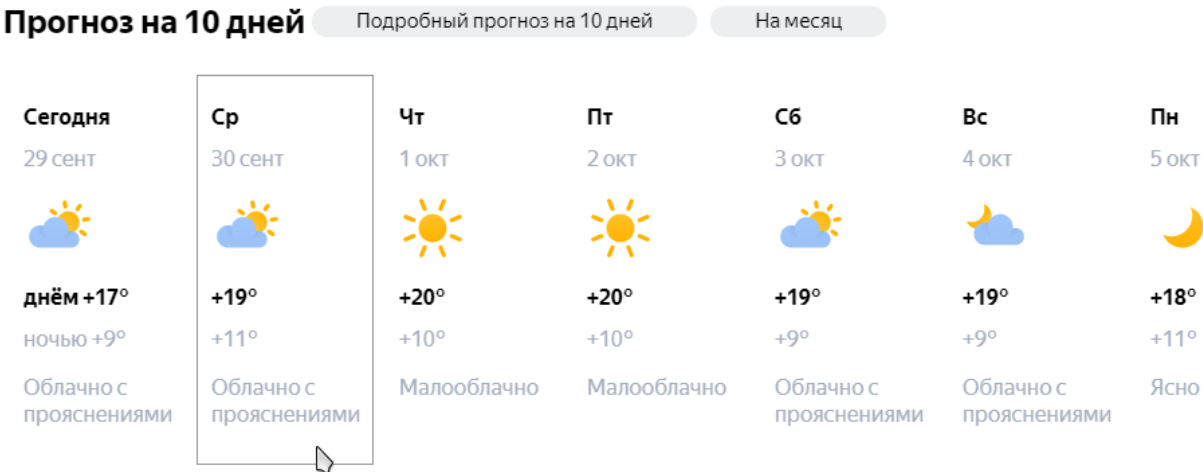 Прогноз на 10 дней Подробный прогноз на 10 дней На месяц
Сегодня Ср Чт Пт Сб Вс Пн
29 сент 30 сент 1 окт 2 окт 3 окт 4 окт 5 окт
днём +17° +19° +20° +20° +19° +19° +18°
ночью +9° +11° +10° +10° +9° +9° +11°
Облачно с Облачно с Малооблачно Малооблачно Облачно с Облачно с Ясно
прояснениями прояснениями прояснениями прояснениями